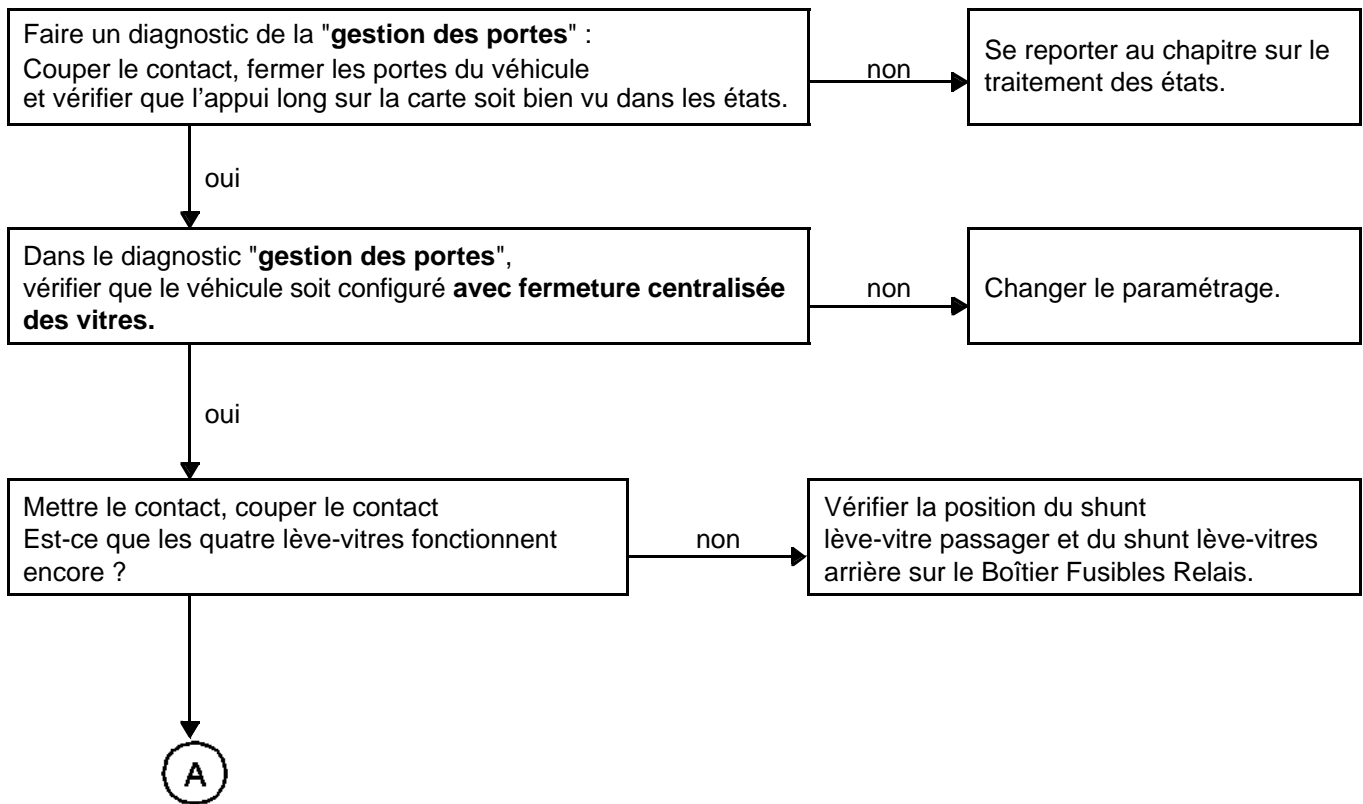 Faire un diagnostic de la "gestion des portes" :
Couper le contact, fermer les portes du véhicule
et vérifier que l'appui long sur la carte soit bien vu dans les états.
non
Se reporter au chapitre sur le
traitement des états.
oui
Dans le diagnostic "gestion des portes",
vérifier que le véhicule soit configuré avec fermeture centralisée
des vitres.
non
Changer le paramétrage.
oui
Mettre le contact, couper le contact
Est-ce que les quatre lève-vitres fonctionnent
encore ?
non
Vérifier la position du shunt
lève-vitre passager et du shunt lève-vitres
arrière sur le Boîtier Fusibles Relais.
A